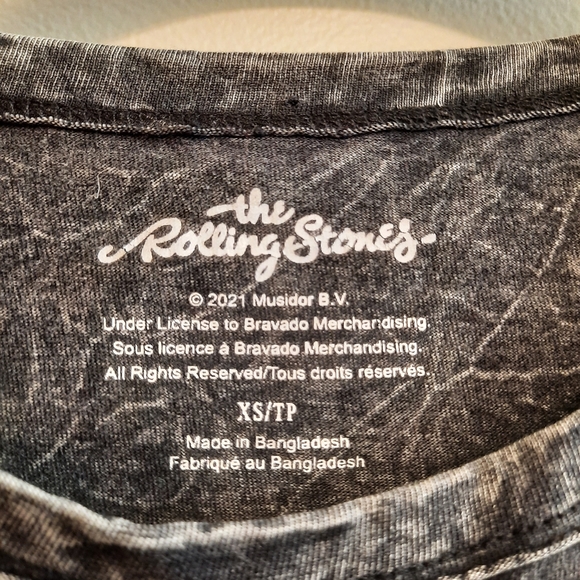 the
Rolling Stones
© 2021 Musidor B.V.
Under License to Bravado Merchandising.
Sous licence à Bravado Merchandising.
All Rights Reserved/Tous droits réservés.
XS/TP
Made in Bangladesh
Fabriqué au Bangladesh